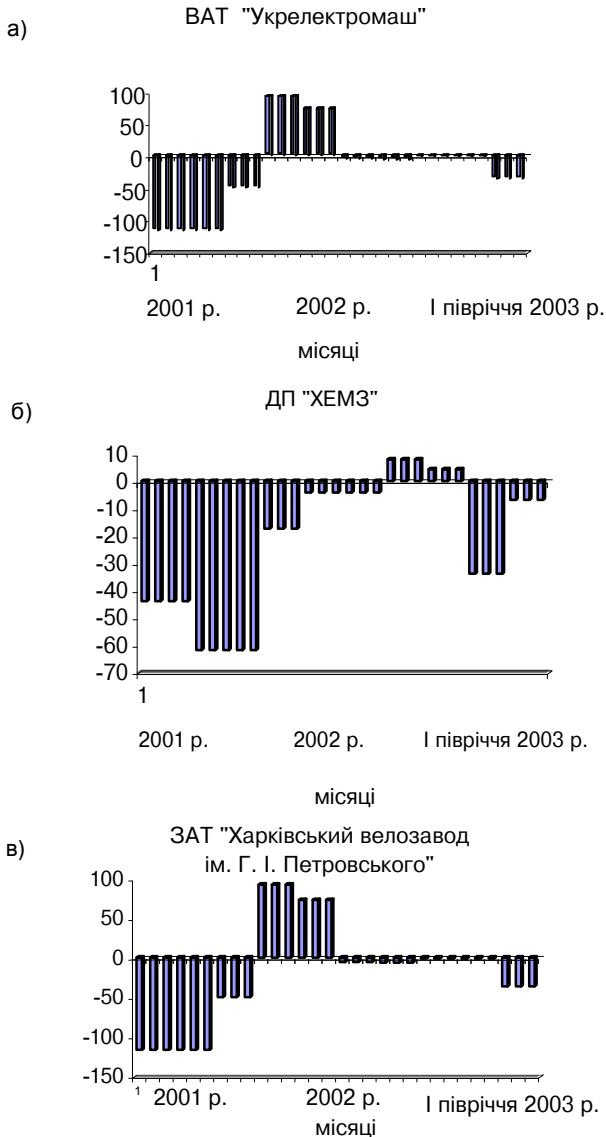 а)
ВАТ "Укрелектромаш"
100
50
0
-50
-100
-150
1
2001 р. 2002 р. І півріччя 2003 р.
місяці
б)
ДП "ХЕМЗ"
10
0
-10
-20
-30
-40
-50
-60
-70
1
2001 р. 2002 р. І півріччя 2003 р.
місяці
в)
ЗАТ "Харківський велозавод
ім. Г. І. Петровського"
100
50
0
-50
-100
-150
1 2001 р. 2002 р. І півріччя 2003 р.
місяці